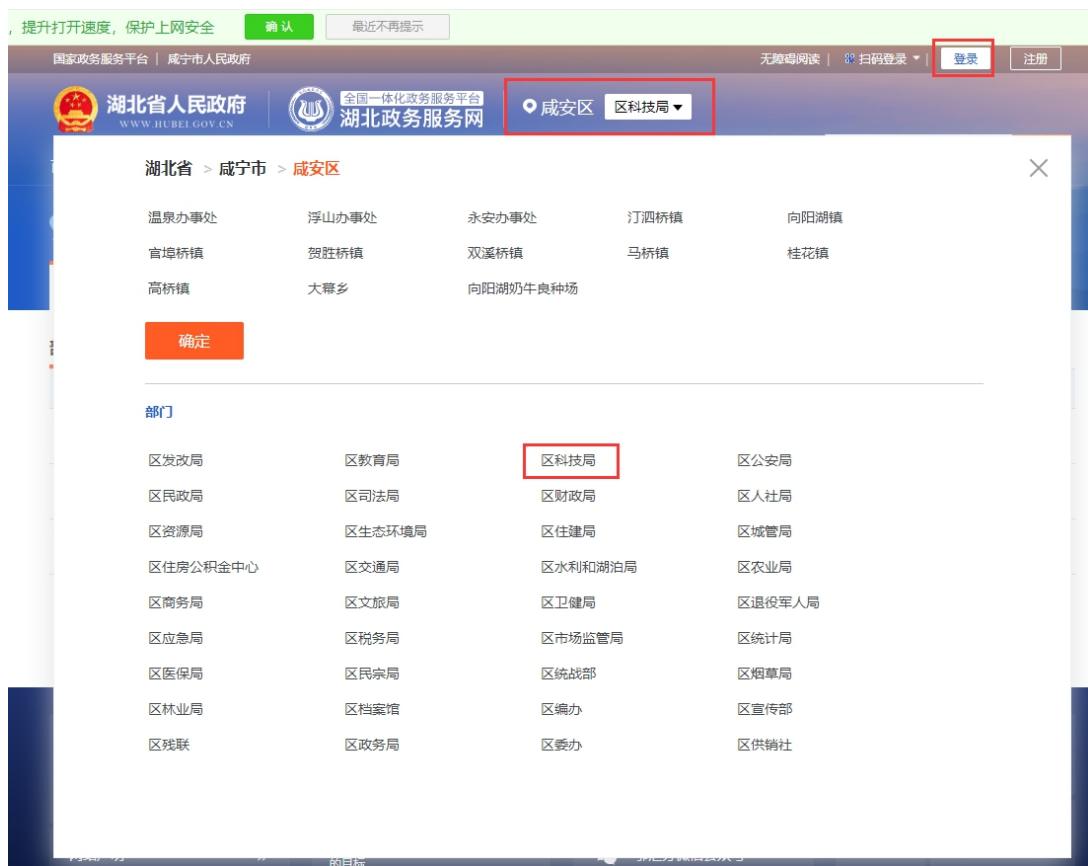 ，提升打开速度，保护上网安全 确认 最近不再提示
国家政务服务平台 | 咸宁市人民政府 无障碍阅读 | 扫码登录 | 登录 注册
湖北省人民政府 全国一体化政务服务平台 咸安区 区科技局
WWW.HUBEI.GOV.CN 湖北政务服务网
湖北省 > 咸宁市 > 咸安区
温泉办事处 浮山办事处 永安办事处 汀泗桥镇 向阳湖镇
官埠桥镇 贺胜桥镇 双溪桥镇 马桥镇 桂花镇
高桥镇 大幕乡 向阳湖奶牛良种场
确定
部门
区发改局 区教育局 区科技局 区公安局
区民政局 区司法局 区财政局 区人社局
区资源局 区生态环境局 区住建局 区城管局
区住房公积金中心 区交通局 区水利和湖泊局 区农业局
区商务局 区文旅局 区卫健局 区退役军人局
区应急局 区税务局 区市场监管局 区统计局
区医保局 区民宗局 区统战部 区烟草局
区林业局 区档案馆 区编办 区宣传部
区残联 区政务局 区委办 区供销社
的目标